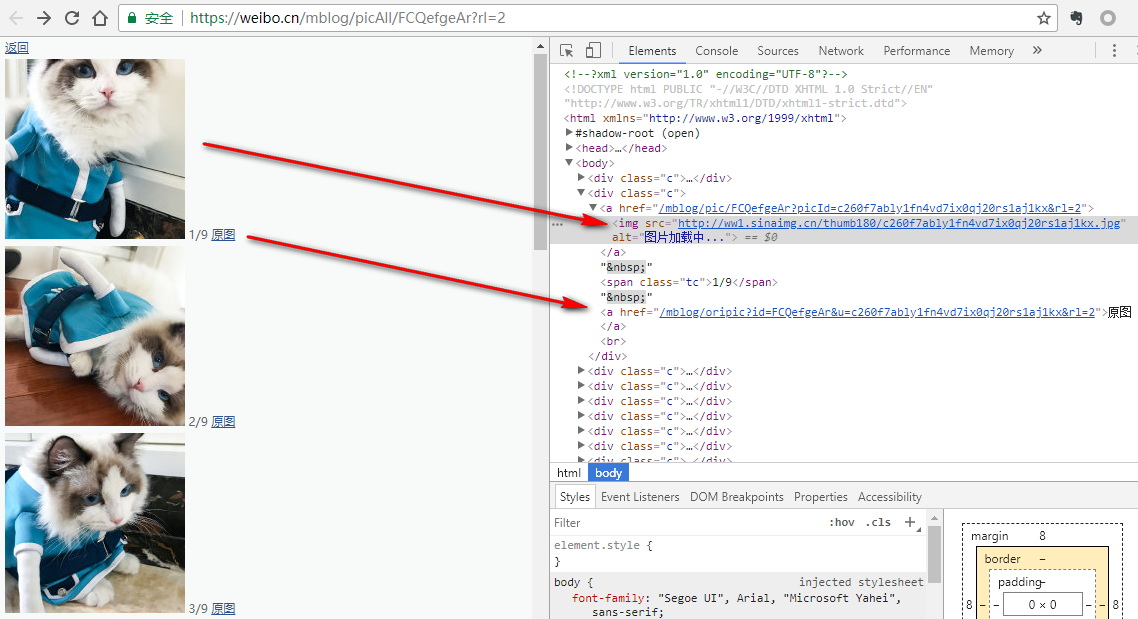 安全 https://weibo.cn/mblog/picAll/FCQefgeAr?rl=2
返回
1/9 原图
2/9 原图
3/9 原图
Elements Console Sources Network Performance Memory »
<!--?xml version="1.0" encoding="UTF-8"?-->
<!DOCTYPE html PUBLIC "-//W3C//DTD XHTML 1.0 Strict//EN"
"http://www.w3.org/TR/xhtml1/DTD/xhtml1-strict.dtd">
<html xmlns="http://www.w3.org/1999/xhtml">
#shadow-root (open)
<head>…</head>
<body>
<div class="c">…</div>
<div class="c">
<a href="/mblog/pic/FCQefgeAr?picId=c260f7ably1fn4vd7ix0qj20rs1aj1kx&rl=2">
<img src="http://ww1.sinaimg.cn/thumb180/c260f7ably1fn4vd7ix0qj20rs1aj1kx.jpg"
alt="图片加载中..."> == $0
</a>
"&nbsp;"
<span class="tc">1/9</span>
"&nbsp;"
<a href="/mblog/oripic?id=FCQefgeAr&u=c260f7ably1fn4vd7ix0qj20rs1aj1kx&rl=2">原图
</a>
<br>
</div>
<div class="c">…</div>
<div class="c">…</div>
<div class="c">…</div>
<div class="c">…</div>
<div class="c">…</div>
<div class="c">…</div>
<div class="c">…</div>
html body
Styles Event Listeners DOM Breakpoints Properties Accessibility
Filter :hov .cls +
element.style {
}
body { injected stylesheet
font-family: "Segoe UI", Arial, "Microsoft Yahei",
sans-serif;
margin 8
border –
padding-
8 – – 0 × 0 – – 8